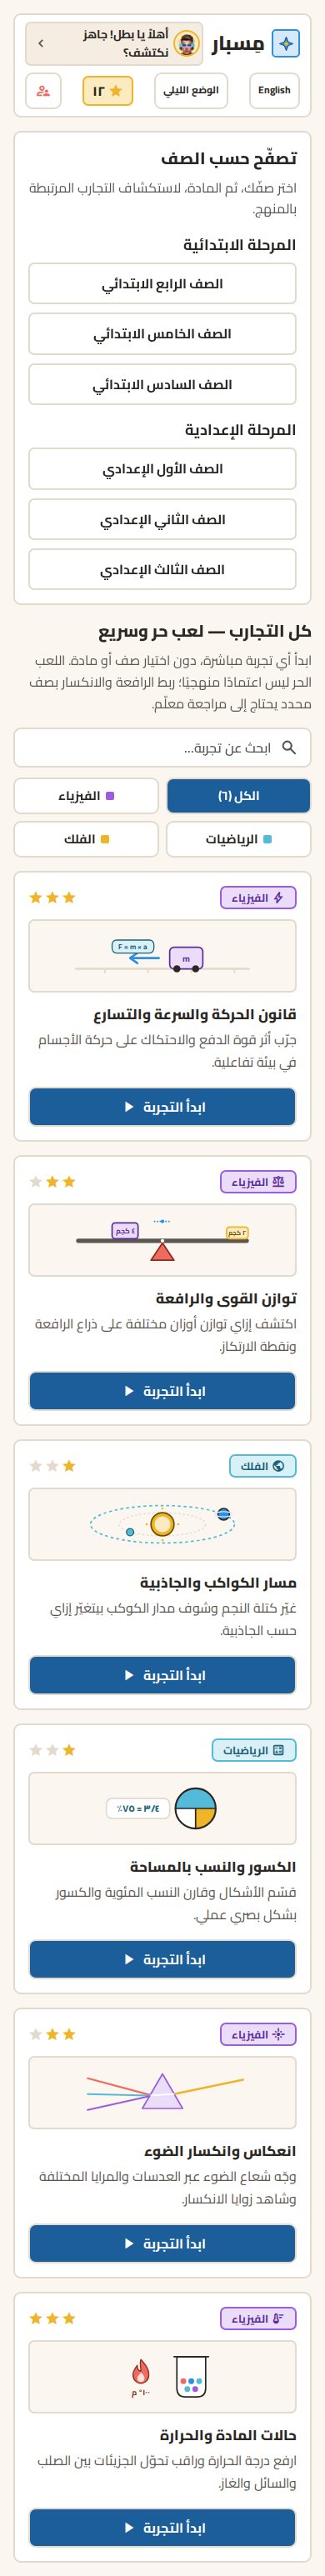 مِسبار
أهلاً يا بطل! جاهز
نكتشف؟
English
الوضع الليلي
١٢
تصفّح حسب الصف
اختر صفّك، ثم المادة، لاستكشاف التجارب المرتبطة
بالمنهج.
المرحلة الابتدائية
الصف الرابع الابتدائي
الصف الخامس الابتدائي
الصف السادس الابتدائي
المرحلة الإعدادية
الصف الأول الإعدادي
الصف الثاني الإعدادي
الصف الثالث الإعدادي
كل التجارب — لعب حر وسريع
ابدأ أي تجربة مباشرة، دون اختيار صف أو مادة. اللعب
الحر ليس اعتمادًا منهجيًا؛ ربط الرافعة والانكسار بصف
محدد يحتاج إلى مراجعة معلّم.
ابحث عن تجربة...
الكل (٦)
الفيزياء
الرياضيات
الفلك
الفيزياء
F = m × a
m
قانون الحركة والسرعة والتسارع
جرّب أثر قوة الدفع والاحتكاك على حركة الأجسام
في بيئة تفاعلية.
ابدأ التجربة
الفيزياء
٢ كجم
٤ كجم
توازن القوى والرافعة
اكتشف إزاي توازن أوزان مختلفة على ذراع الرافعة
ونقطة الارتكاز.
ابدأ التجربة
الفلك
مسار الكواكب والجاذبية
غيّر كتلة النجم وشوف مدار الكوكب بيتغيّر إزاي
حسب الجاذبية.
ابدأ التجربة
الرياضيات
٣/٤ = ٧٥٪
الكسور والنسب بالمساحة
قسّم الأشكال وقارن النسب المئوية والكسور
بشكل بصري عملي.
ابدأ التجربة
الفيزياء
انعكاس وانكسار الضوء
وجّه شعاع الضوء عبر العدسات والمرايا المختلفة
وشاهد زوايا الانكسار.
ابدأ التجربة
الفيزياء
١٠٠° م
حالات المادة والحرارة
ارفع درجة الحرارة وراقب تحوّل الجزيئات بين الصلب
والسائل والغاز.
ابدأ التجربة